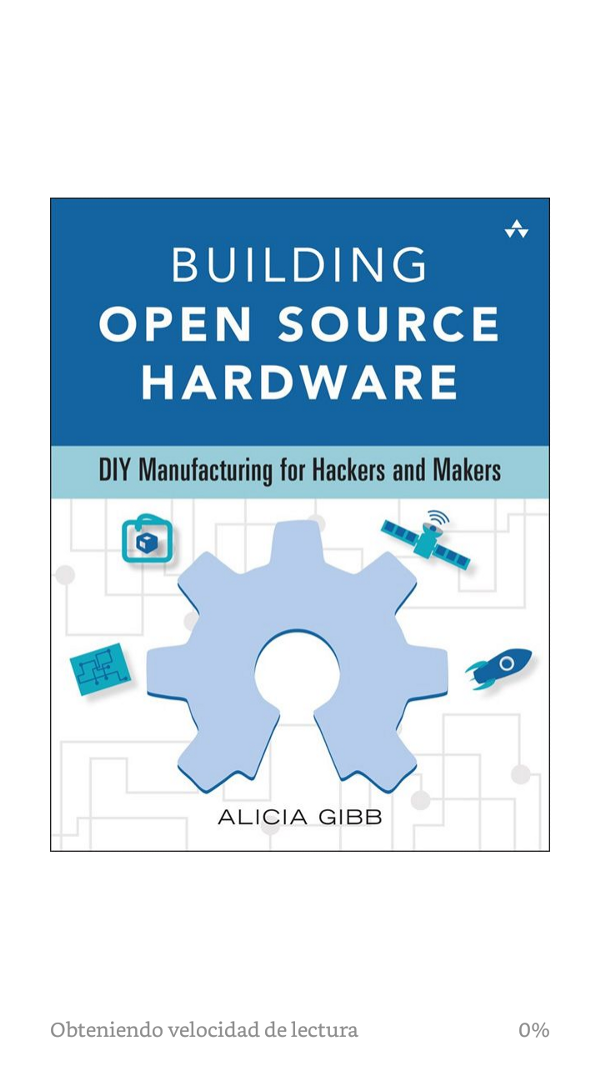 BUILDING
OPEN SOURCE
HARDWARE
DIY Manufacturing for Hackers and Makers
ALICIA GIBB
Obteniendo velocidad de lectura 0%